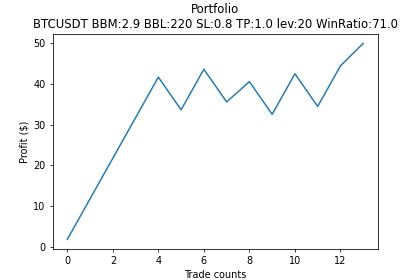 Portfolio
BTCUSDT BBM:2.9 BBL:220 SL:0.8 TP:1.0 lev:20 WinRatio:71.0
50
40
30
20
10
0
Profit ($)
0 2 4 6 8 10 12
Trade counts